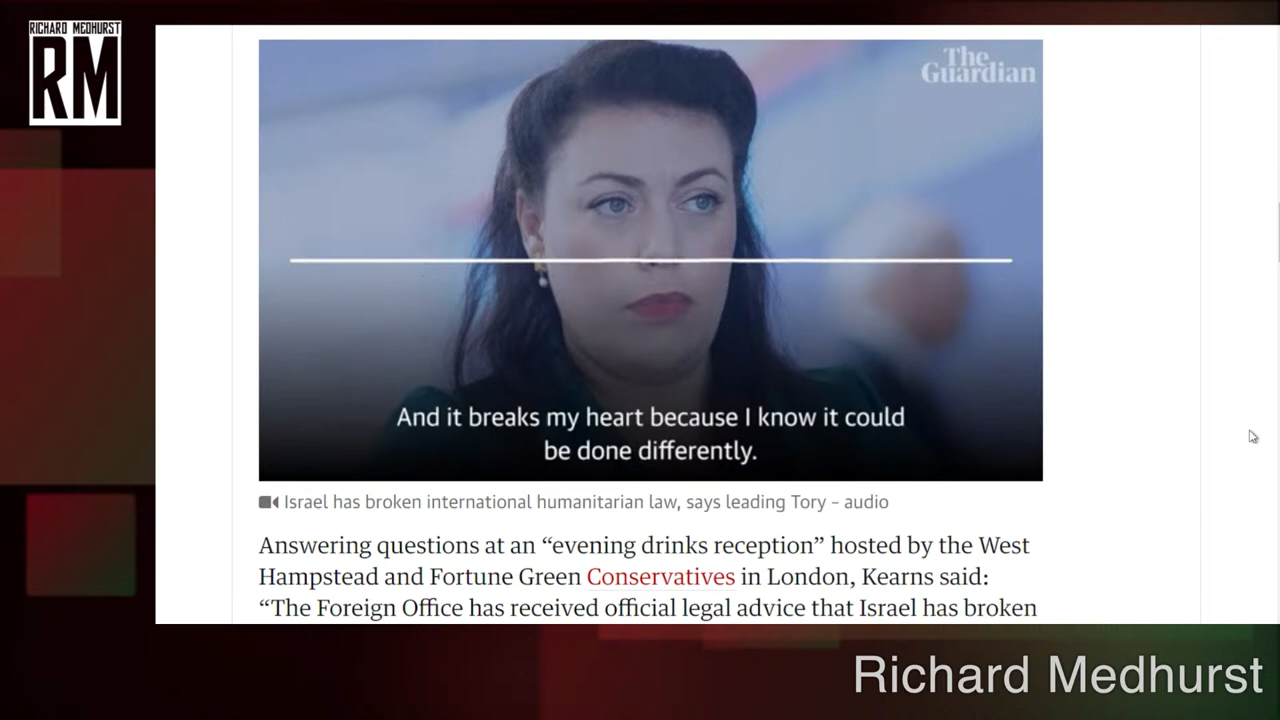 RICHARD MEDHURST
RM
The
Guardian
And it breaks my heart because I know it could
be done differently.
Israel has broken international humanitarian law, says leading Tory – audio
Answering questions at an “evening drinks reception” hosted by the West
Hampstead and Fortune Green Conservatives in London, Kearns said:
“The Foreign Office has received official legal advice that Israel has broken
Richard Medhurst